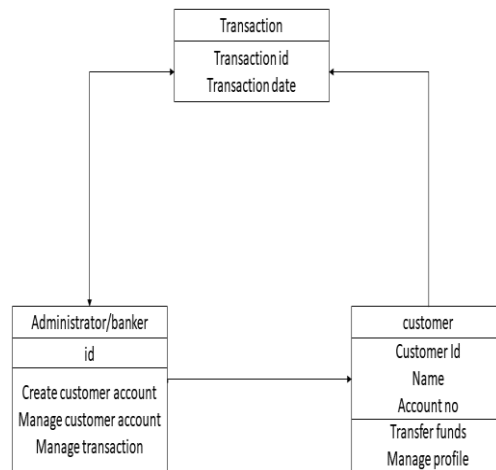 Transaction
Transaction id
Transaction date
Administrator/banker
id
Create customer account
Manage customer account
Manage transaction
customer
Customer Id
Name
Account no
Transfer funds
Manage profile